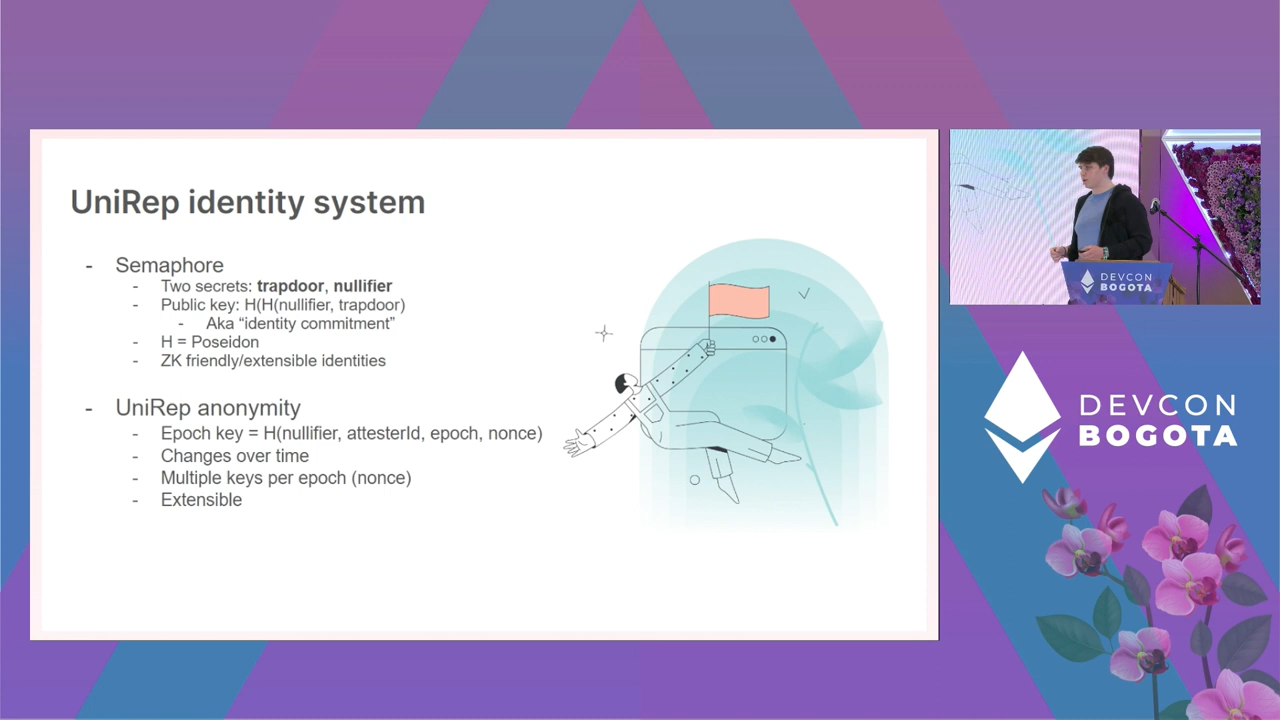 UniRep identity system
- Semaphore
- Two secrets: trapdoor, nullifier
- Public key: H(H(nullifier, trapdoor)
- Aka “identity commitment”
- H = Poseidon
- ZK friendly/extensible identities
- UniRep anonymity
- Epoch key = H(nullifier, attesterId, epoch, nonce)
- Changes over time
- Multiple keys per epoch (nonce)
- Extensible
DEVCON
BOGOTA
DEVCON
BOGOTA